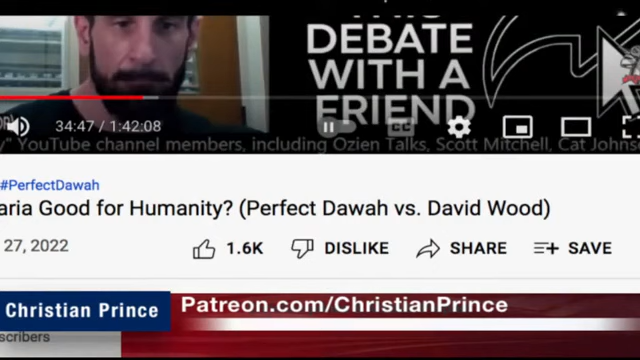 DEBATE
WITH A
FRIEND
34:47 / 1:42:08
YouTube channel members, including Ozien Talks, Scott Mitchell, Cat Johns
#PerfectDawah
aria Good for Humanity? (Perfect Dawah vs. David Wood)
27, 2022
1.6K
DISLIKE
SHARE
SAVE
Christian Prince
Patreon.com/ChristianPrince
scribers